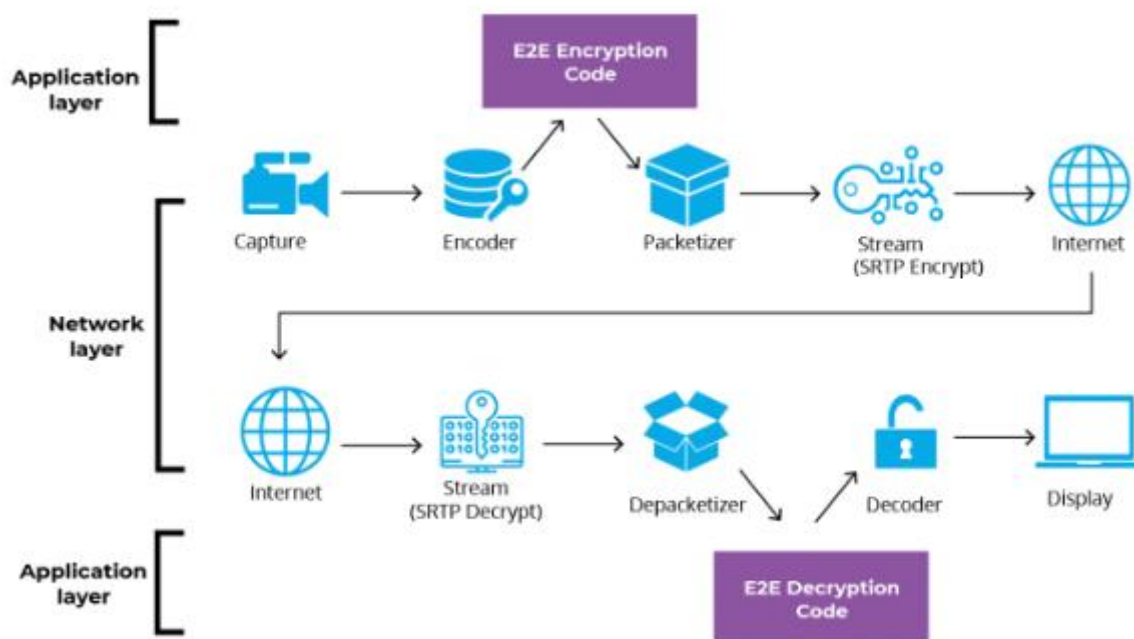 E2E Encryption
Code
Application
layer
Capture
Encoder
Packetizer
Stream
(SRTP Encrypt)
Internet
Network
layer
Internet
Stream
(SRTP Decrypt)
Depacketizer
Decoder
Display
Application
layer
E2E Decryption
Code